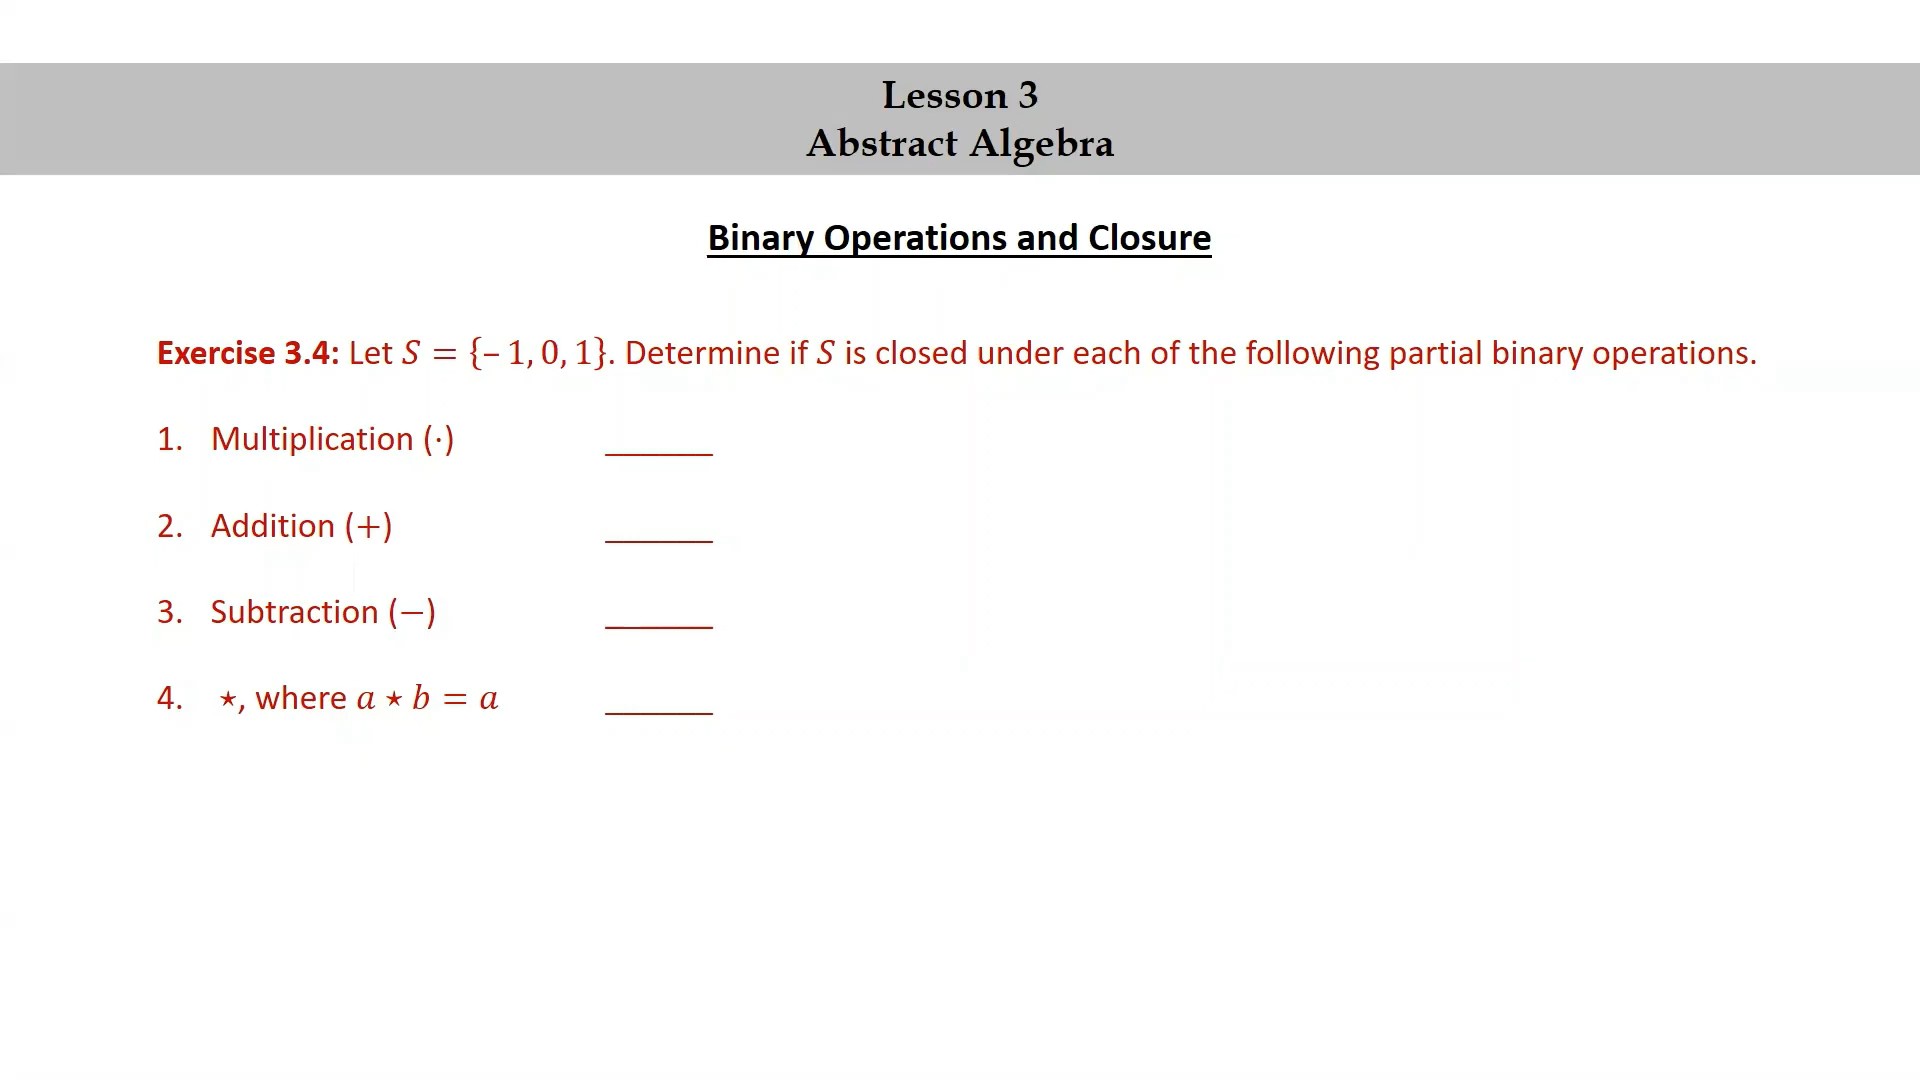 Lesson 3
Abstract Algebra
Binary Operations and Closure
Exercise 3.4: Let S = {– 1, 0, 1}. Determine if S is closed under each of the following partial binary operations.
1. Multiplication (·) ______
2. Addition (+) ______
3. Subtraction (−) ______
4. ⋆, where a ⋆ b = a ______